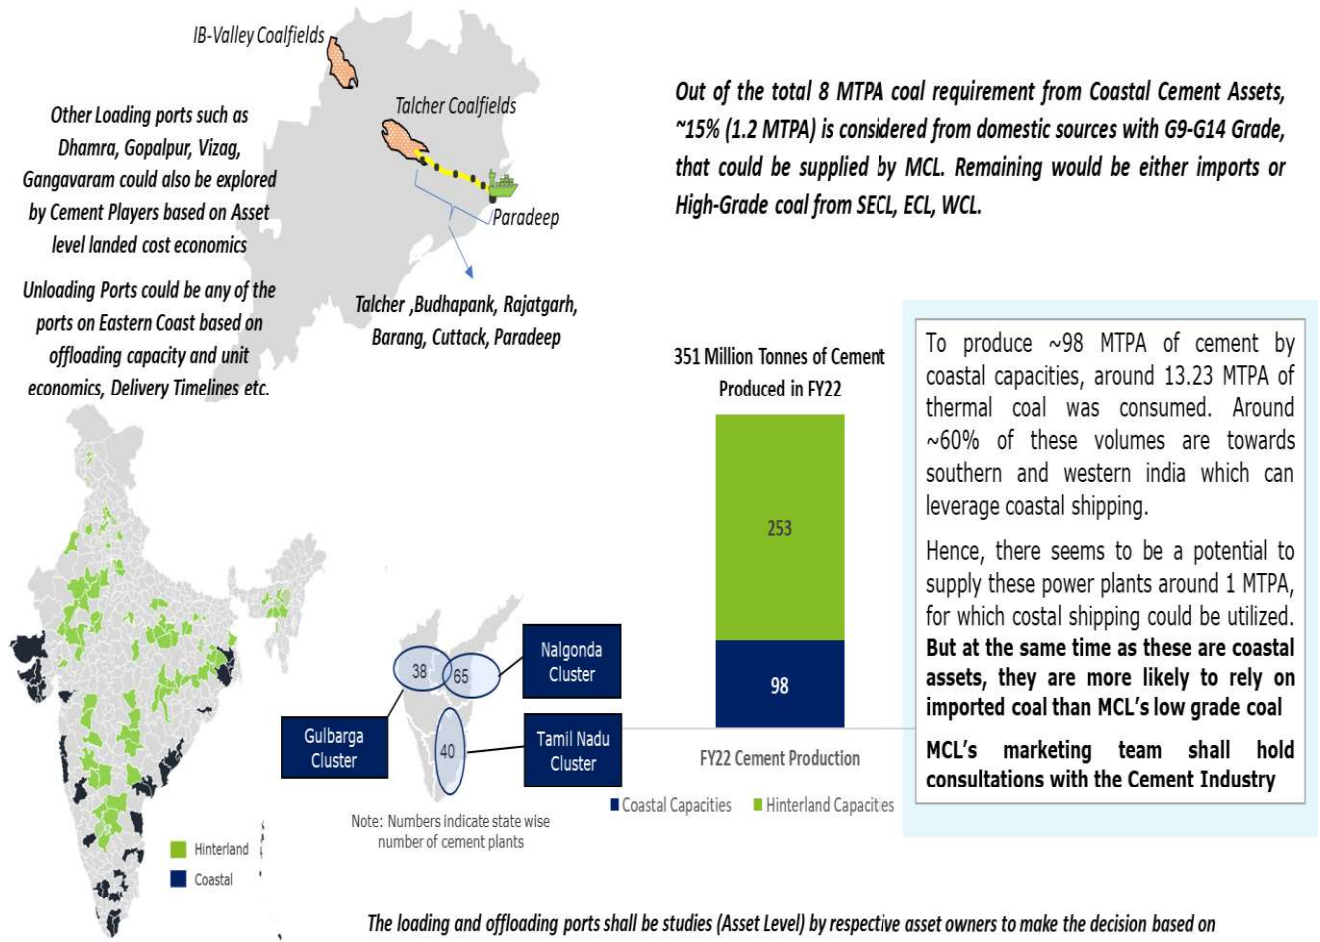 IB-Valley Coalfields
Talcher Coalfields
Paradeep
Other Loading ports such as
Dhamra, Gopalpur, Vizag,
Gangavaram could also be explored
by Cement Players based on Asset
level landed cost economics
Unloading Ports could be any of the
ports on Eastern Coast based on
offloading capacity and unit
economics, Delivery Timelines etc.
Talcher ,Budhapank, Rajatgarh,
Barang, Cuttack, Paradeep
Out of the total 8 MTPA coal requirement from Coastal Cement Assets,
~15% (1.2 MTPA) is considered from domestic sources with G9-G14 Grade,
that could be supplied by MCL. Remaining would be either imports or
High-Grade coal from SECL, ECL, WCL.
351 Million Tonnes of Cement
Produced in FY22
253
98
FY22 Cement Production
Coastal Capacities
Hinterland Capacities
To produce ~98 MTPA of cement by
coastal capacities, around 13.23 MTPA of
thermal coal was consumed. Around
~60% of these volumes are towards
southern and western india which can
leverage coastal shipping.
Hence, there seems to be a potential to
supply these power plants around 1 MTPA,
for which costal shipping could be utilized.
But at the same time as these are coastal
assets, they are more likely to rely on
imported coal than MCL's low grade coal
MCL's marketing team shall hold
consultations with the Cement Industry
38
65
40
Nalgonda
Cluster
Gulbarga
Cluster
Tamil Nadu
Cluster
Note: Numbers indicate state wise
number of cement plants
Hinterland
Coastal
The loading and offloading ports shall be studies (Asset Level) by respective asset owners to make the decision based on